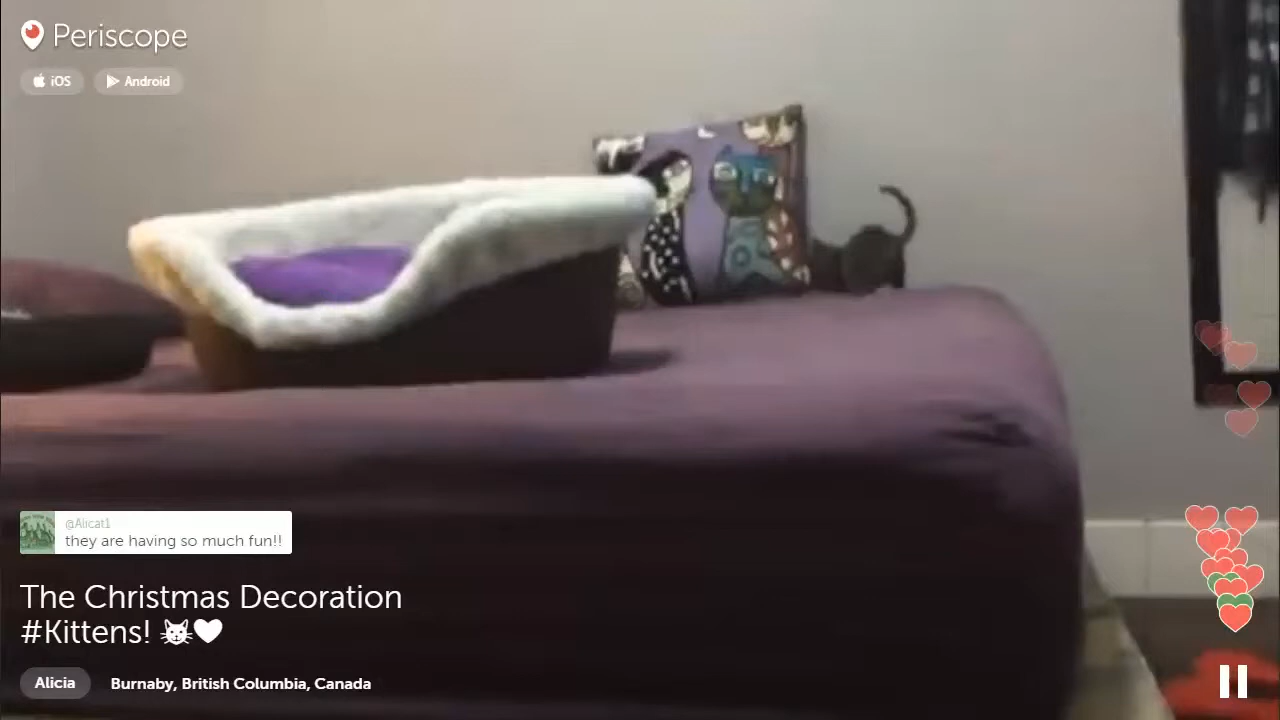 Periscope
iOS
Android
@Alicat1
they are having so much fun!!
The Christmas Decoration
#Kittens! 🐱🤍
Alicia
Burnaby, British Columbia, Canada